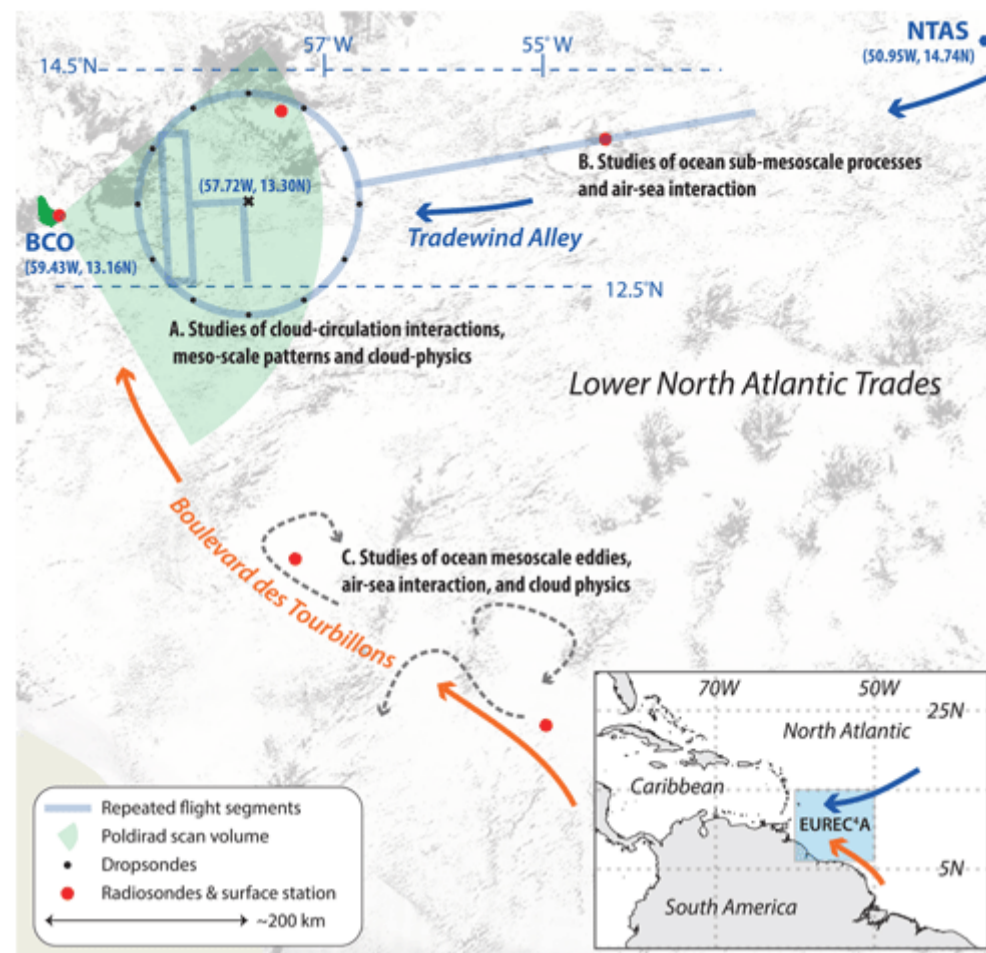 NTAS
(50.95W, 14.74N)
57°W
55°W
14.5°N
B. Studies of ocean sub-mesoscale processes
and air-sea interaction
(57.72W, 13.30N)
Tradewind Alley
BCO
(59.43W, 13.16N)
12.5°N
A. Studies of cloud-circulation interactions,
meso-scale patterns and cloud-physics
Lower North Atlantic Trades
Boulevard des Tourbillons
C. Studies of ocean mesoscale eddies,
air-sea interaction, and cloud physics
Repeated flight segments
Poldirad scan volume
Dropsondes
Radiosondes & surface station
~200 km
70W
50W
25N
North Atlantic
Caribbean
EUREC⁴A
5N
South America